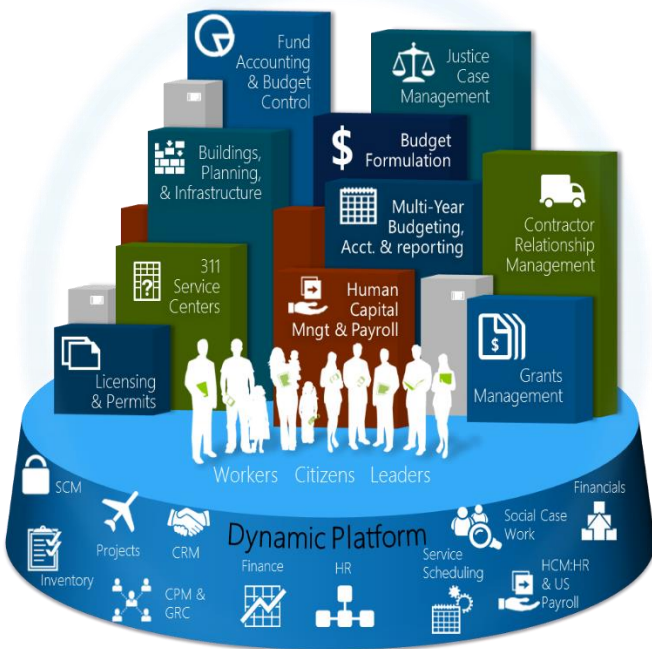 Fund
Accounting
& Budget
Control
Justice
Case
Management
Buildings,
Planning,
& Infrastructure
$
Budget
Formulation
Multi-Year
Budgeting,
Acct. & reporting
Contractor
Relationship
Management
?
311
Service
Centers
Human
Capital
Mngt & Payroll
Licensing
& Permits
$
Grants
Management
Workers Citizens Leaders
Dynamic Platform
SCM
Projects
CRM
Inventory
CPM &
GRC
Finance
HR
Service
Scheduling
Social Case
Work
Financials
HCM:HR
& US
Payroll